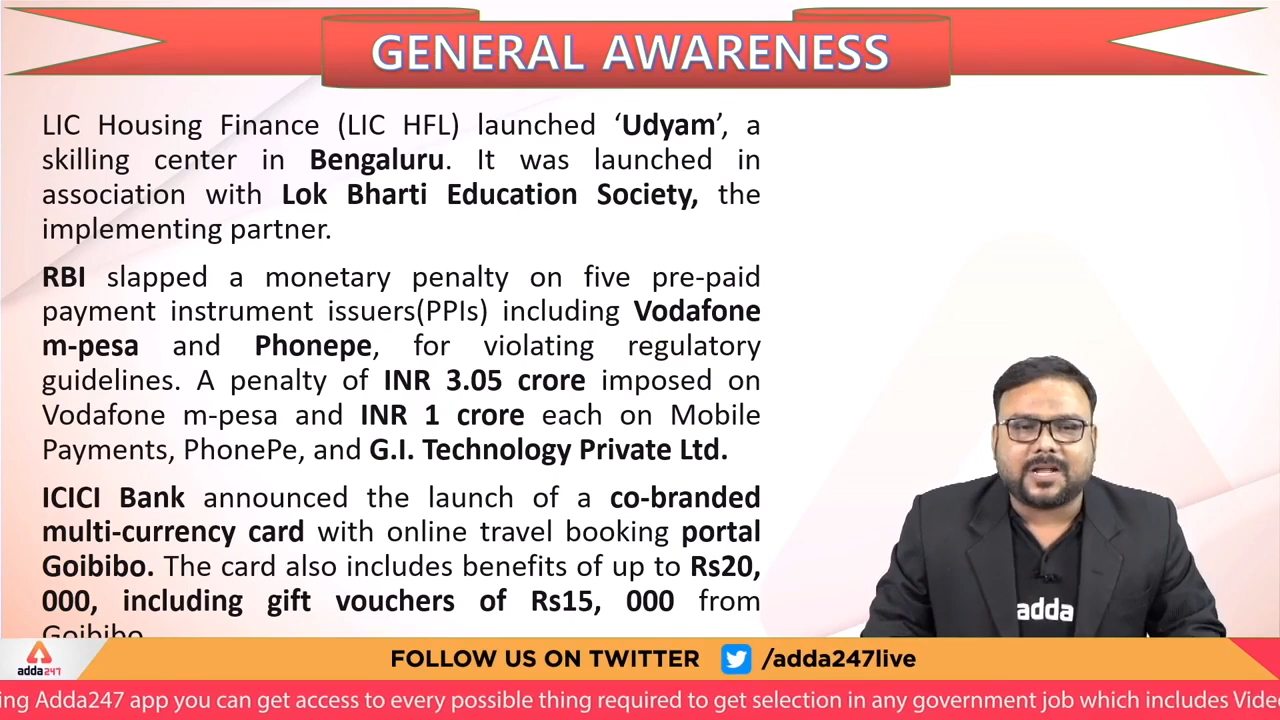 GENERAL AWARENESS
LIC Housing Finance (LIC HFL) launched ‘Udyam’, a
skilling center in Bengaluru. It was launched in
association with Lok Bharti Education Society, the
implementing partner.
RBI slapped a monetary penalty on five pre-paid
payment instrument issuers(PPIs) including Vodafone
m-pesa and Phonepe, for violating regulatory
guidelines. A penalty of INR 3.05 crore imposed on
Vodafone m-pesa and INR 1 crore each on Mobile
Payments, PhonePe, and G.I. Technology Private Ltd.
ICICI Bank announced the launch of a co-branded
multi-currency card with online travel booking portal
Goibibo. The card also includes benefits of up to Rs20,
000, including gift vouchers of Rs15, 000 from
Goibibo
adda
adda247
FOLLOW US ON TWITTER /adda247live
ing Adda247 app you can get access to every possible thing required to get selection in any government job which includes Vide